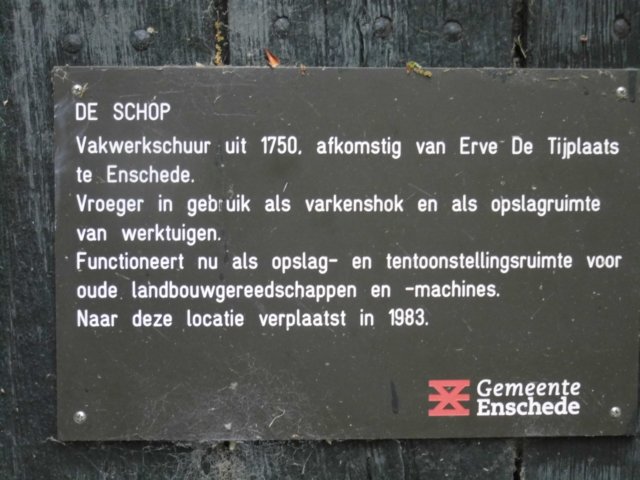 DE SCHÖP
Vakwerkschuur uit 1750, afkomstig van Erve De Tijplaats
te Enschede.
Vroeger in gebruik als varkenshok en als opslagruimte
van werktuigen.
Functioneert nu als opslag- en tentoonstellingsruimte voor
oude landbouwgereedschappen en -machines.
Naar deze locatie verplaatst in 1983.
Gemeente
Enschede